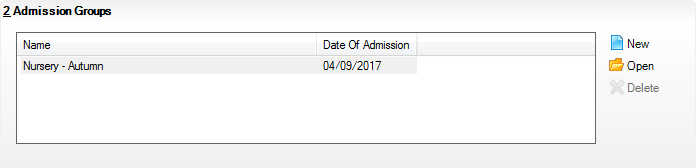 2 Admission Groups
Name Date Of Admission
Nursery - Autumn 04/09/2017
New
Open
Delete